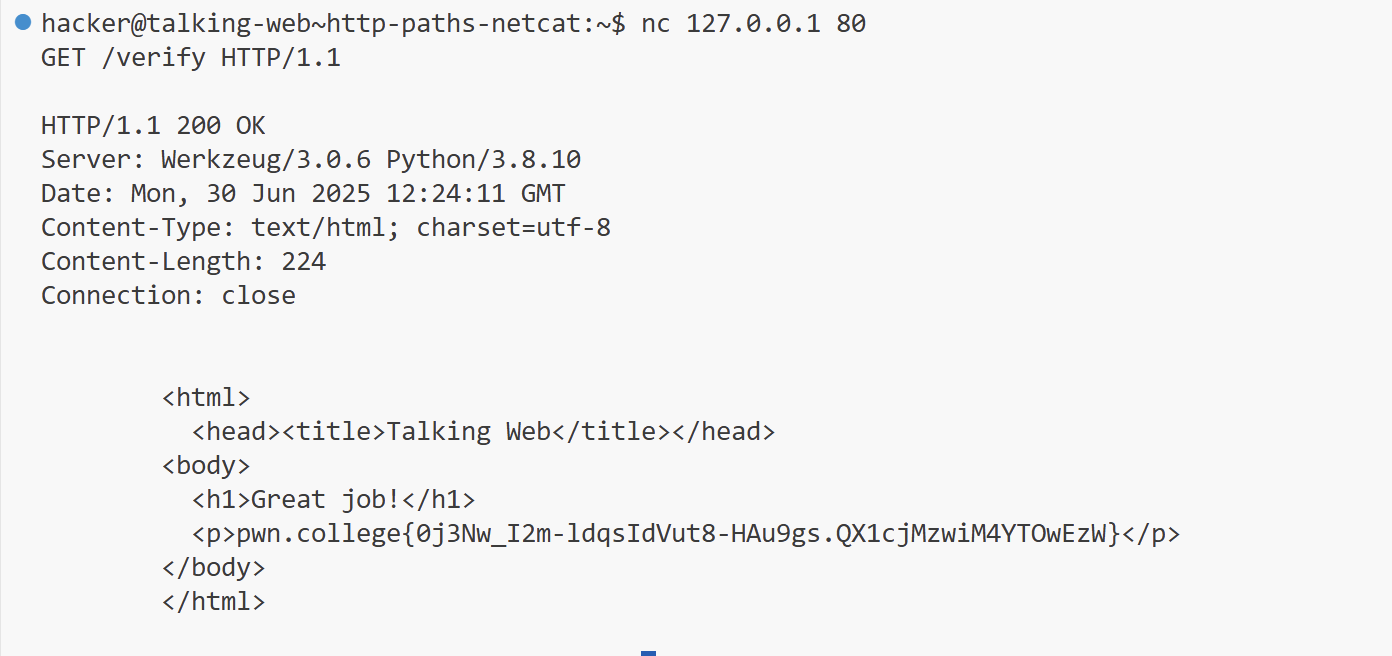 hacker@talking-web~http-paths-netcat:~$ nc 127.0.0.1 80
GET /verify HTTP/1.1
HTTP/1.1 200 OK
Server: Werkzeug/3.0.6 Python/3.8.10
Date: Mon, 30 Jun 2025 12:24:11 GMT
Content-Type: text/html; charset=utf-8
Content-Length: 224
Connection: close
<html>
<head><title>Talking Web</title></head>
<body>
<h1>Great job!</h1>
<p>pwn.college{0j3Nw_I2m-ldqsIdVut8-HAu9gs.QX1cjMzwiM4YTOwEzW}</p>
</body>
</html>